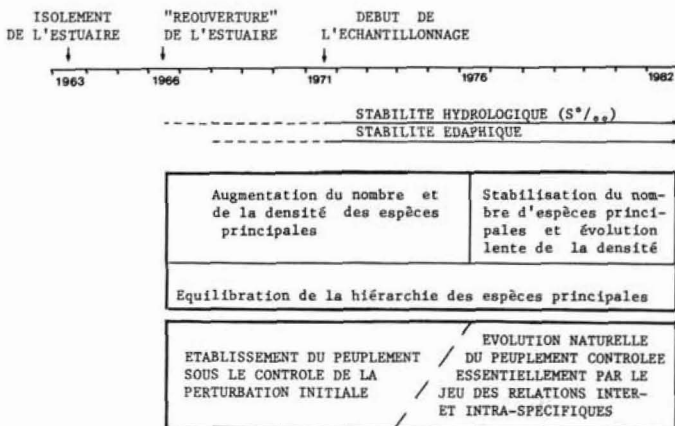 ISOLEMENT "REOUVERTURE" DEBUT DE
DE L'ESTUAIRE DE L'ESTUAIRE L'ECHANTILLONNAGE
1963 1966 1971 1976 1982
STABILITE HYDROLOGIQUE (S°/₀₀)
STABILITE EDAPHIQUE
Augmentation du nombre et
de la densité des espèces
principales
Stabilisation du nom-
bre d'espèces princi-
pales et évolution
lente de la densité
Equilibration de la hiérarchie des espèces principales
ETABLISSEMENT DU PEUPLEMENT
SOUS LE CONTROLE DE LA
PERTURBATION INITIALE
EVOLUTION NATURELLE
DU PEUPLEMENT CONTROLEE
ESSENTIELLEMENT PAR LE
JEU DES RELATIONS INTER-
ET INTRA-SPECIFIQUES